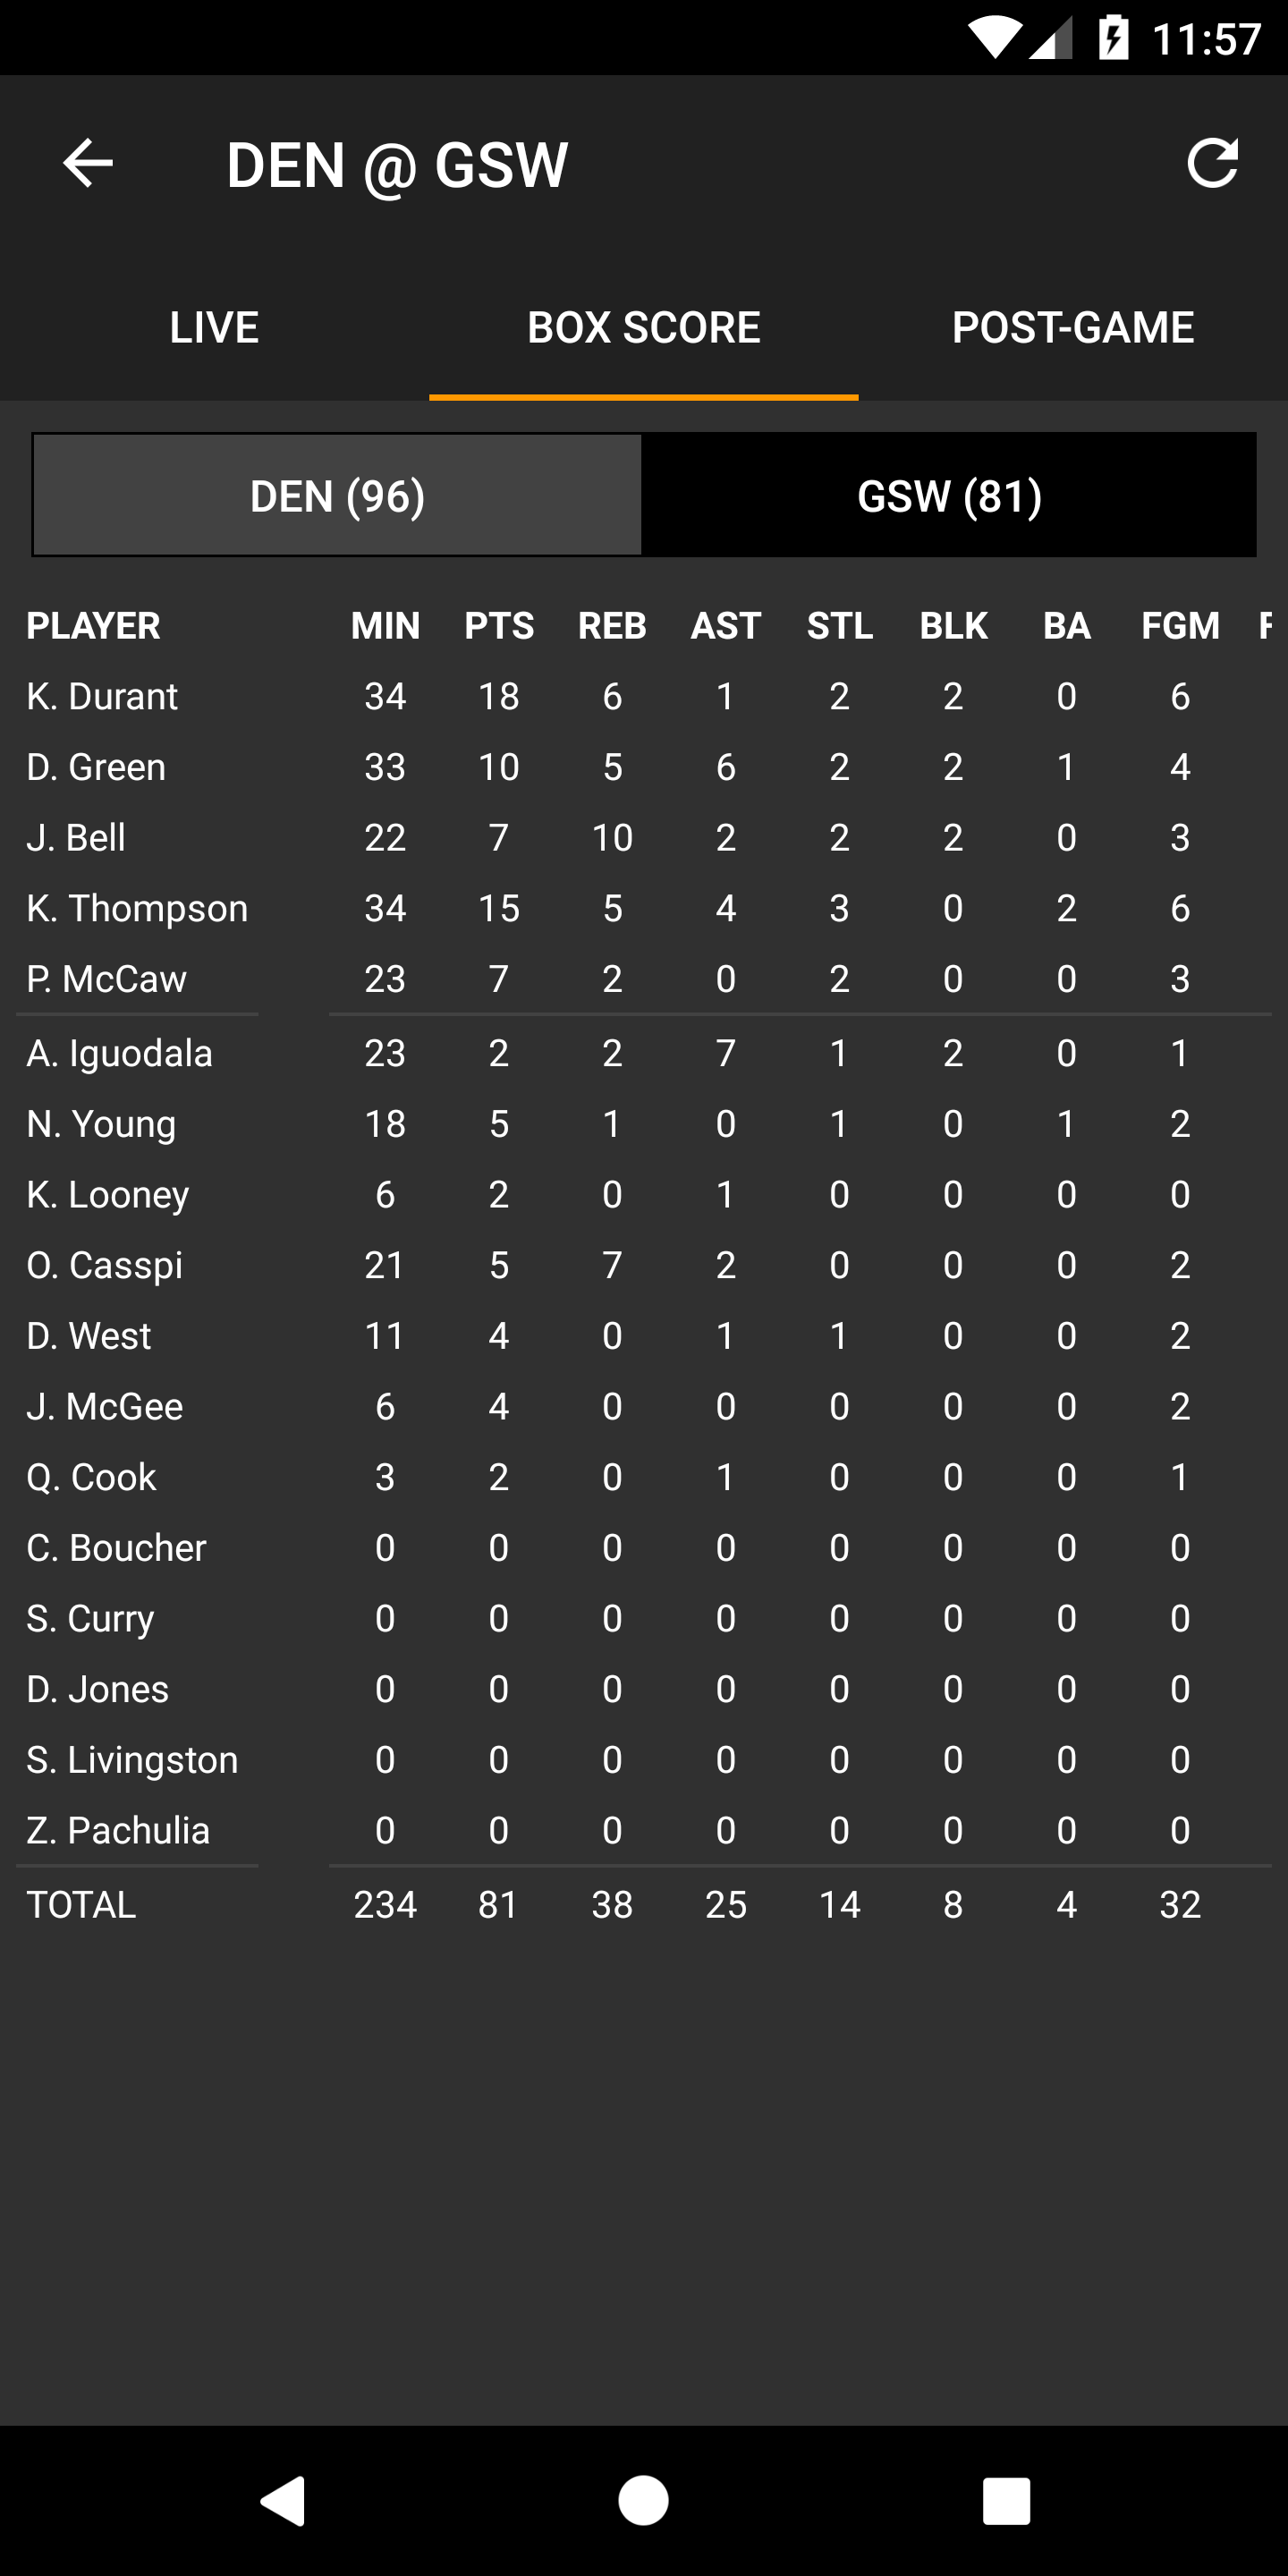 11:57
DEN @ GSW
LIVE BOX SCORE POST-GAME
DEN (96) GSW (81)
PLAYER MIN PTS REB AST STL BLK BA FGM
K. Durant 34 18 6 1 2 2 0 6
D. Green 33 10 5 6 2 2 1 4
J. Bell 22 7 10 2 2 2 0 3
K. Thompson 34 15 5 4 3 0 2 6
P. McCaw 23 7 2 0 2 0 0 3
A. Iguodala 23 2 2 7 1 2 0 1
N. Young 18 5 1 0 1 0 1 2
K. Looney 6 2 0 1 0 0 0 0
O. Casspi 21 5 7 2 0 0 0 2
D. West 11 4 0 1 1 0 0 2
J. McGee 6 4 0 0 0 0 0 2
Q. Cook 3 2 0 1 0 0 0 1
C. Boucher 0 0 0 0 0 0 0 0
S. Curry 0 0 0 0 0 0 0 0
D. Jones 0 0 0 0 0 0 0 0
S. Livingston 0 0 0 0 0 0 0 0
Z. Pachulia 0 0 0 0 0 0 0 0
TOTAL 234 81 38 25 14 8 4 32